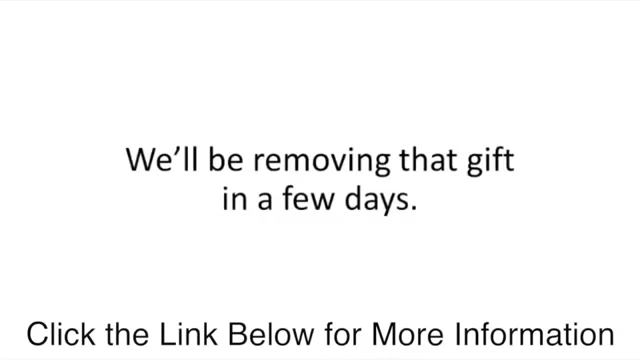 We'll be removing that gift
in a few days.
Click the Link Below for More Information